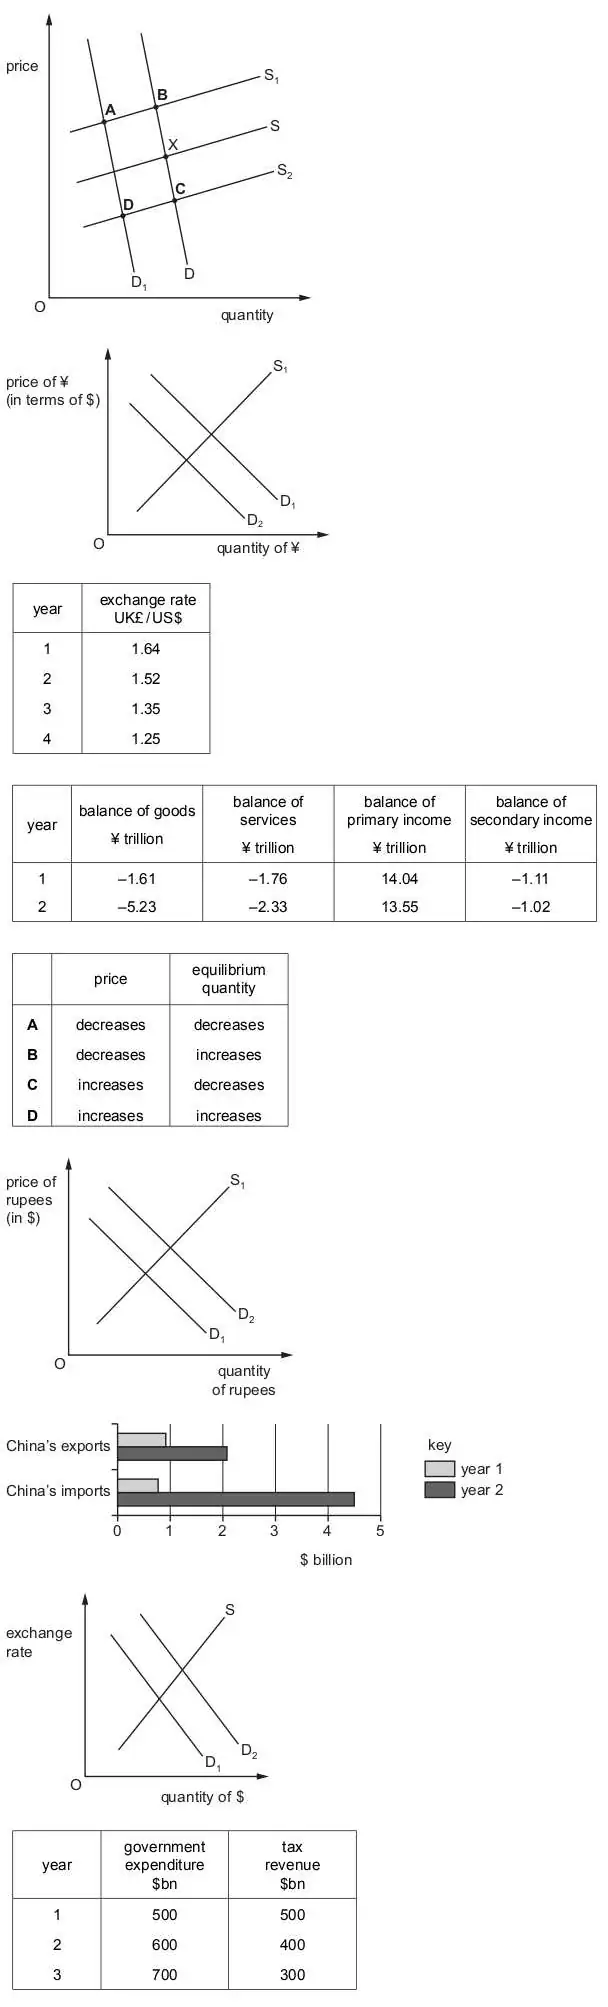 price
S₁
A
B
X
S
S₂
D
C
D₁
D
O
quantity
price of ¥
(in terms of $)
S₁
D₁
D₂
O
quantity of ¥
year
exchange rate
UK£/US$
1 1.64
2 1.52
3 1.35
4 1.25
year
balance of goods
¥ trillion
balance of
services
¥ trillion
balance of
primary income
¥ trillion
balance of
secondary income
¥ trillion
1 –1.61 –1.76 14.04 –1.11
2 –5.23 –2.33 13.55 –1.02
price
equilibrium
quantity
A decreases decreases
B decreases increases
C increases decreases
D increases increases
price of
rupees
(in $)
S₁
D₂
D₁
O
quantity
of rupees
China's exports
China's imports
0 1 2 3 4 5
$ billion
key
year 1
year 2
exchange
rate
S
D₂
D₁
O
quantity of $
year
government
expenditure
$bn
tax
revenue
$bn
1 500 500
2 600 400
3 700 300